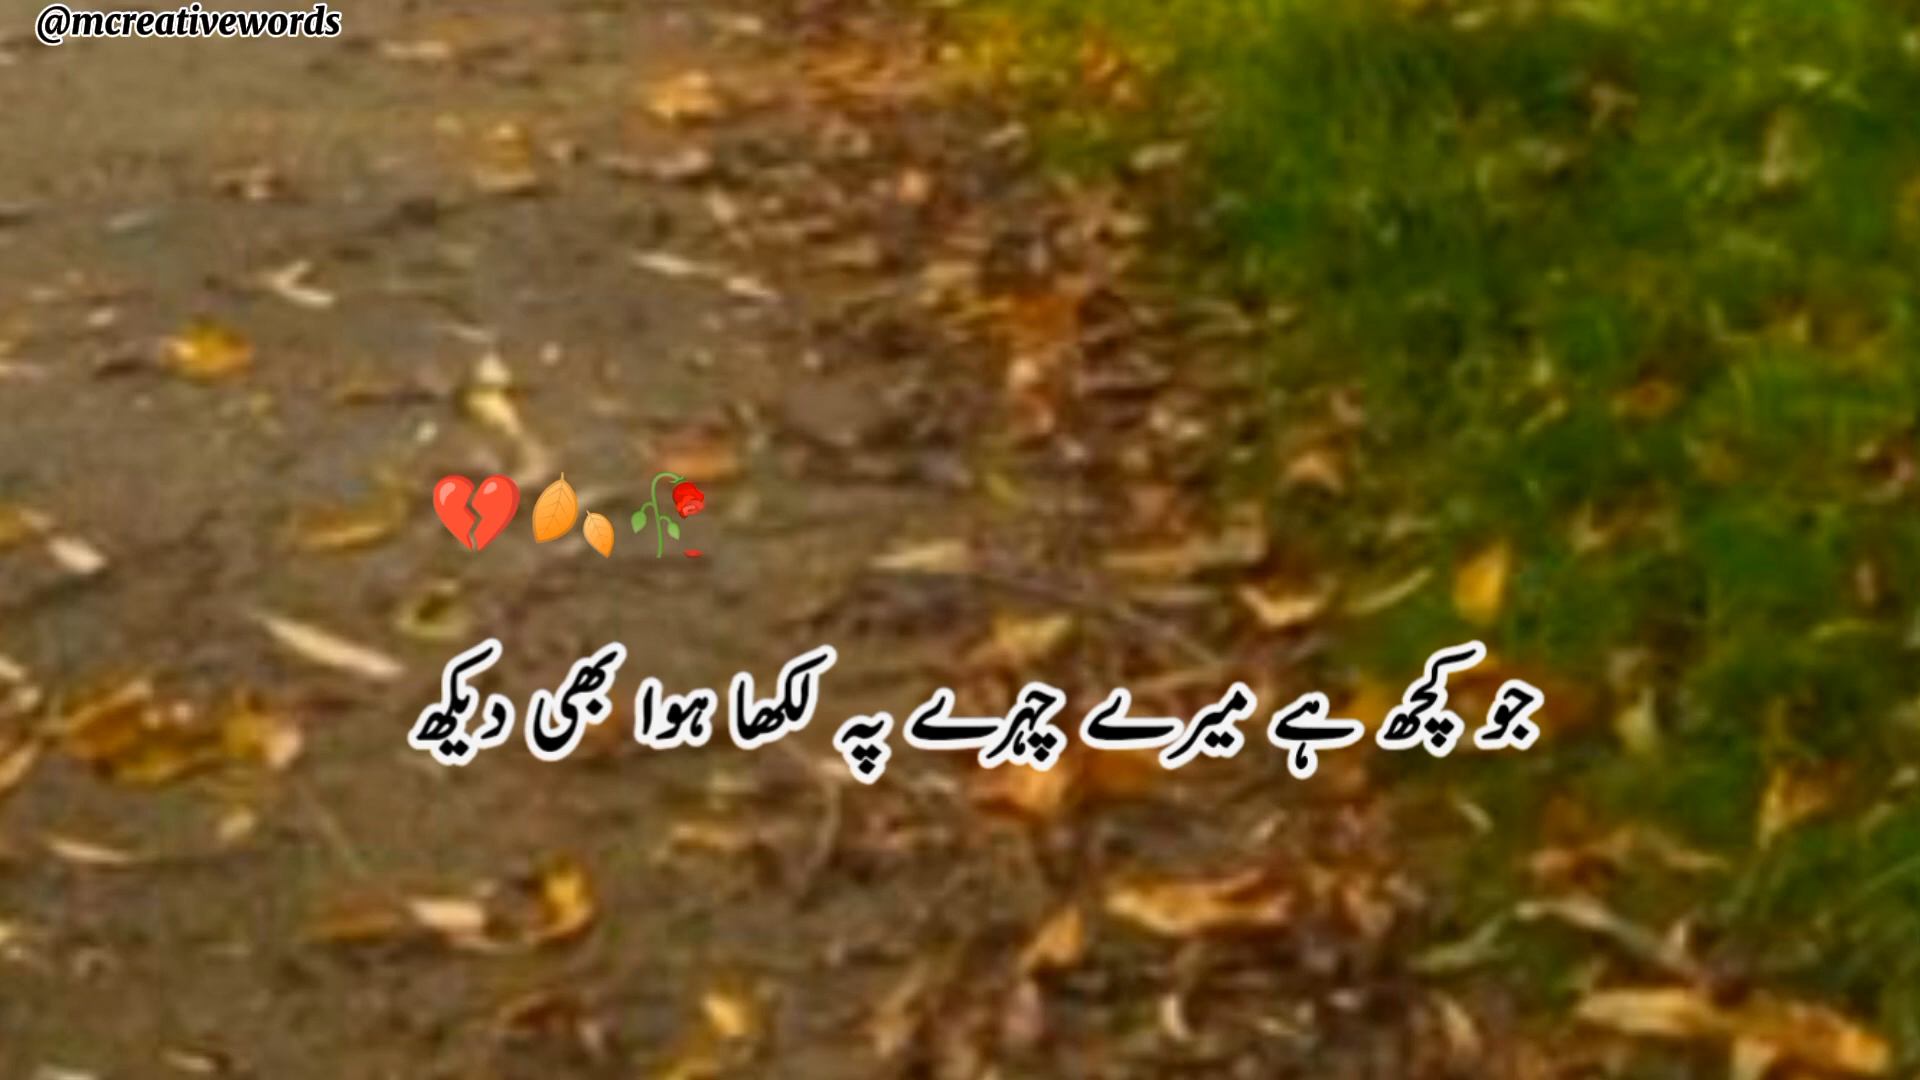 @mcreativewords
💔🍂🥀
جو کچھ ہے میرے چہرے پہ لکھا ہوا بھی دیکھ